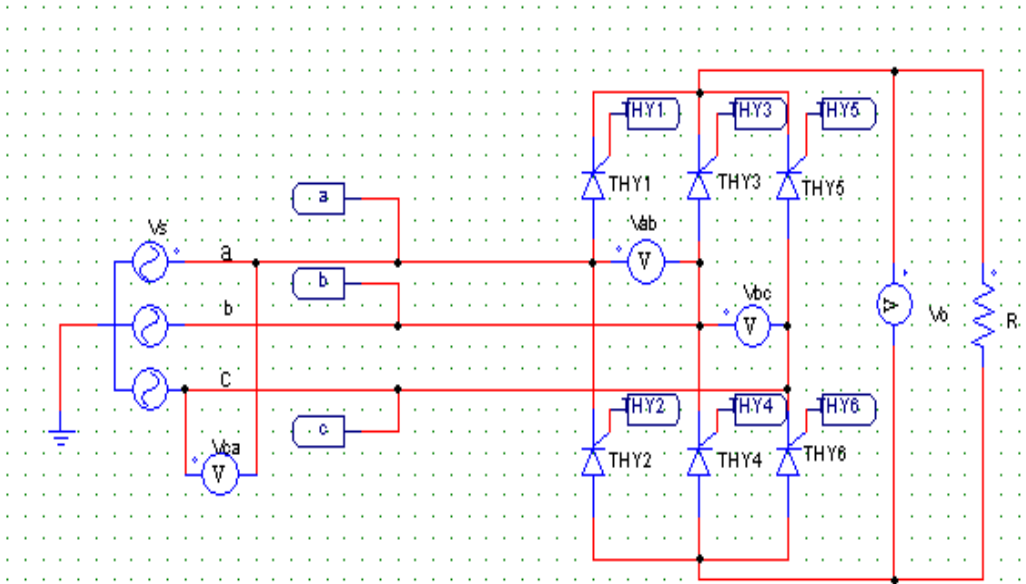 THY1 THY3 THY5
THY1 THY3 THY5
a
Vs
a
Vab
b
b
Vbc
Vo
R
C
THY2 THY4 THY6
c
Vca
THY2 THY4 THY6
V
V
V
V